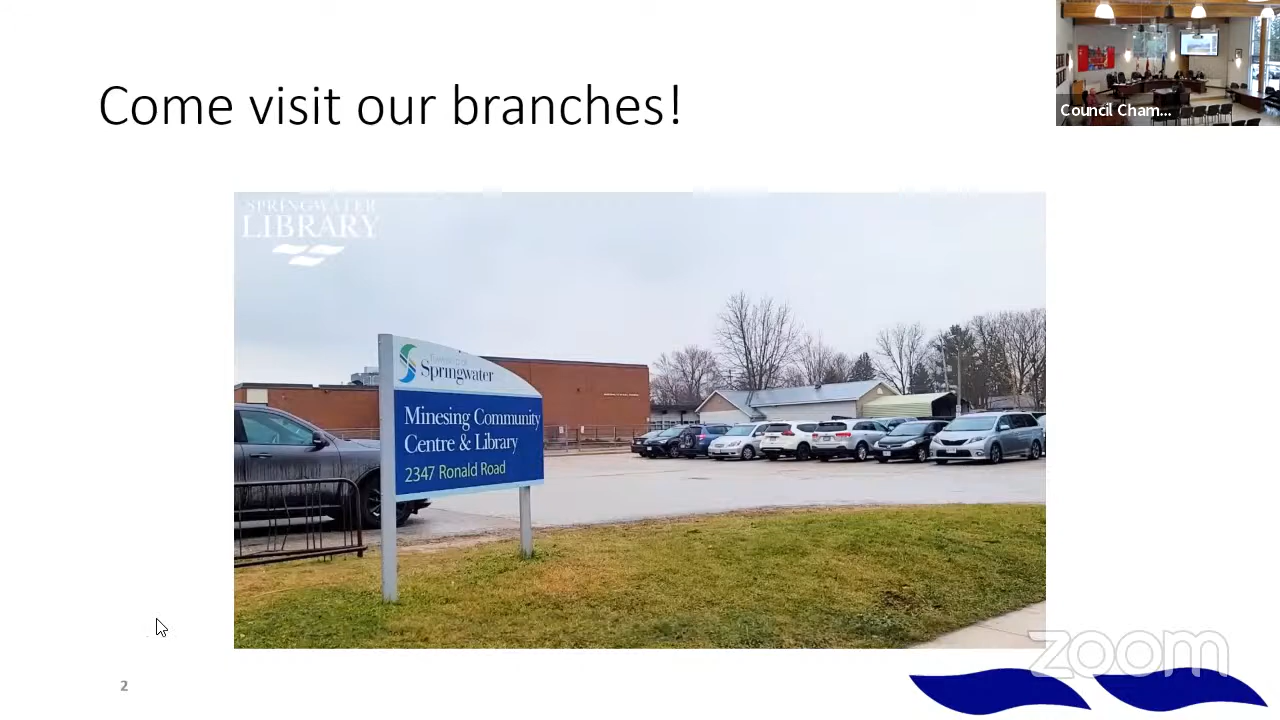 Come visit our branches!
Council Cham...
SPRINGWATER
LIBRARY
Springwater
Minesing Community
Centre & Library
2347 Ronald Road
zoom
2